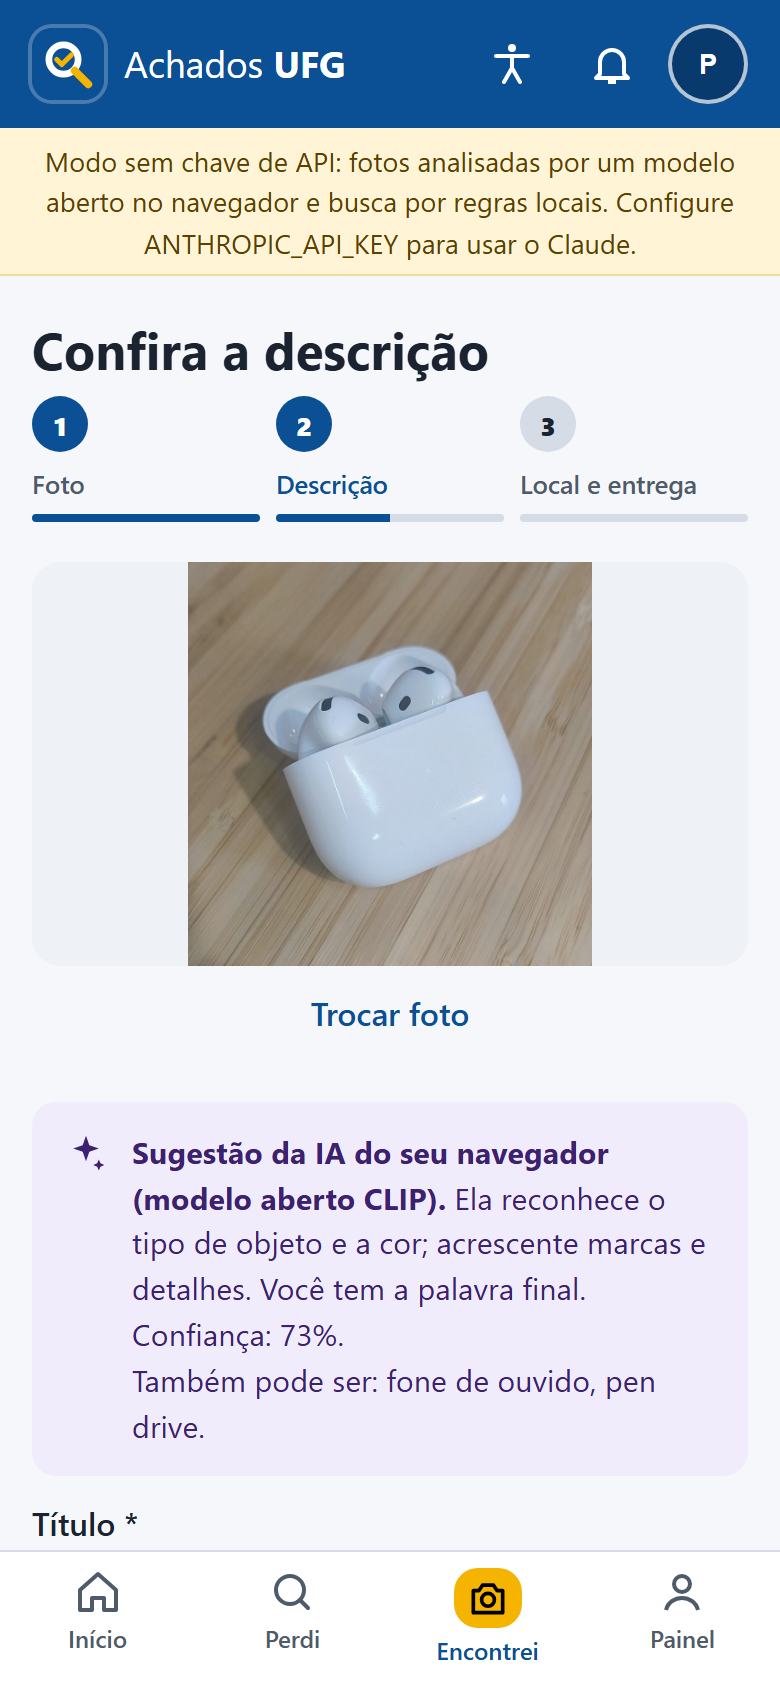 Achados UFG
P
Modo sem chave de API: fotos analisadas por um modelo
aberto no navegador e busca por regras locais. Configure
ANTHROPIC_API_KEY para usar o Claude.
Confira a descrição
1
2
3
Foto
Descrição
Local e entrega
Trocar foto
Sugestão da IA do seu navegador
(modelo aberto CLIP). Ela reconhece o
tipo de objeto e a cor; acrescente marcas e
detalhes. Você tem a palavra final.
Confiança: 73%.
Também pode ser: fone de ouvido, pen
drive.
Título *
Início
Perdi
Encontrei
Painel